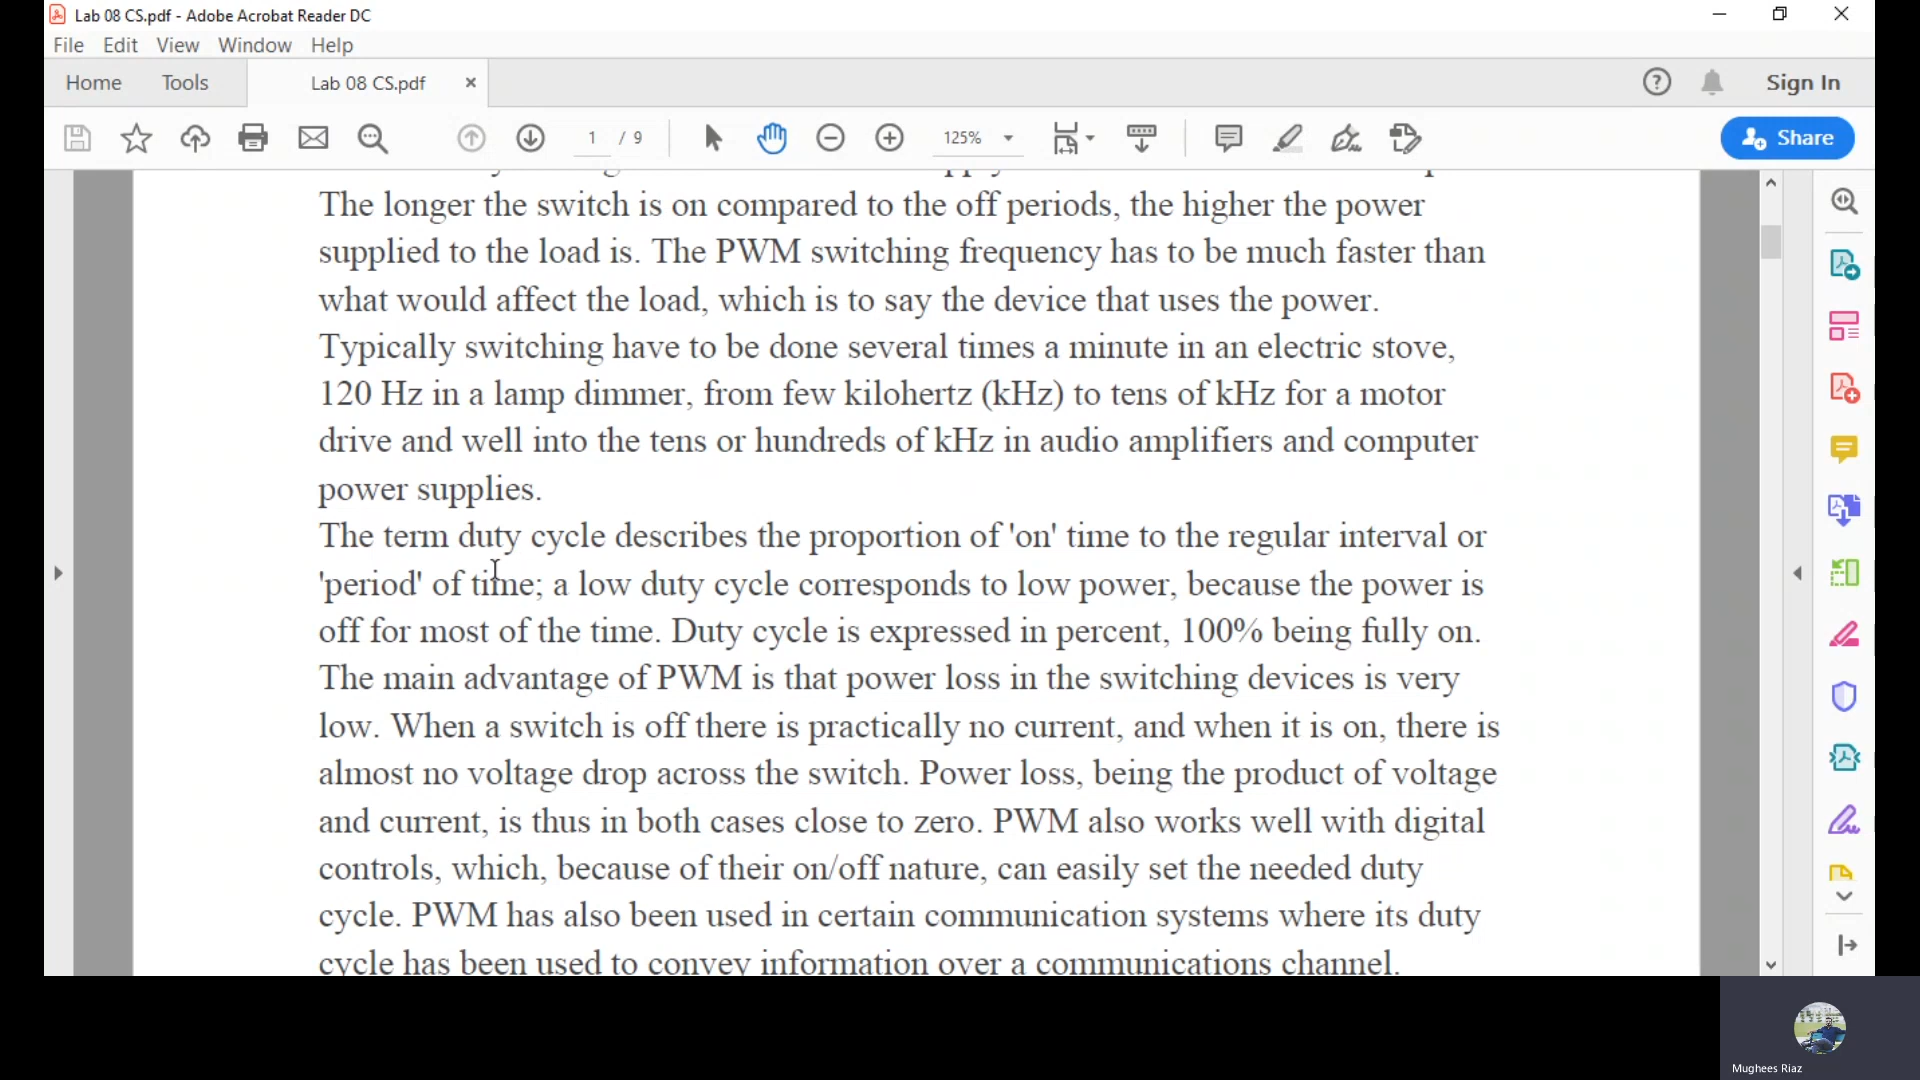 Lab 08 CS.pdf - Adobe Acrobat Reader DC
File Edit View Window Help
Home Tools Lab 08 CS.pdf × Sign In
1 / 9 125% Share
The longer the switch is on compared to the off periods, the higher the power
supplied to the load is. The PWM switching frequency has to be much faster than
what would affect the load, which is to say the device that uses the power.
Typically switching have to be done several times a minute in an electric stove,
120 Hz in a lamp dimmer, from few kilohertz (kHz) to tens of kHz for a motor
drive and well into the tens or hundreds of kHz in audio amplifiers and computer
power supplies.
The term duty cycle describes the proportion of 'on' time to the regular interval or
'period' of time; a low duty cycle corresponds to low power, because the power is
off for most of the time. Duty cycle is expressed in percent, 100% being fully on.
The main advantage of PWM is that power loss in the switching devices is very
low. When a switch is off there is practically no current, and when it is on, there is
almost no voltage drop across the switch. Power loss, being the product of voltage
and current, is thus in both cases close to zero. PWM also works well with digital
controls, which, because of their on/off nature, can easily set the needed duty
cycle. PWM has also been used in certain communication systems where its duty
cycle has been used to convey information over a communications channel.
Mughees Riaz